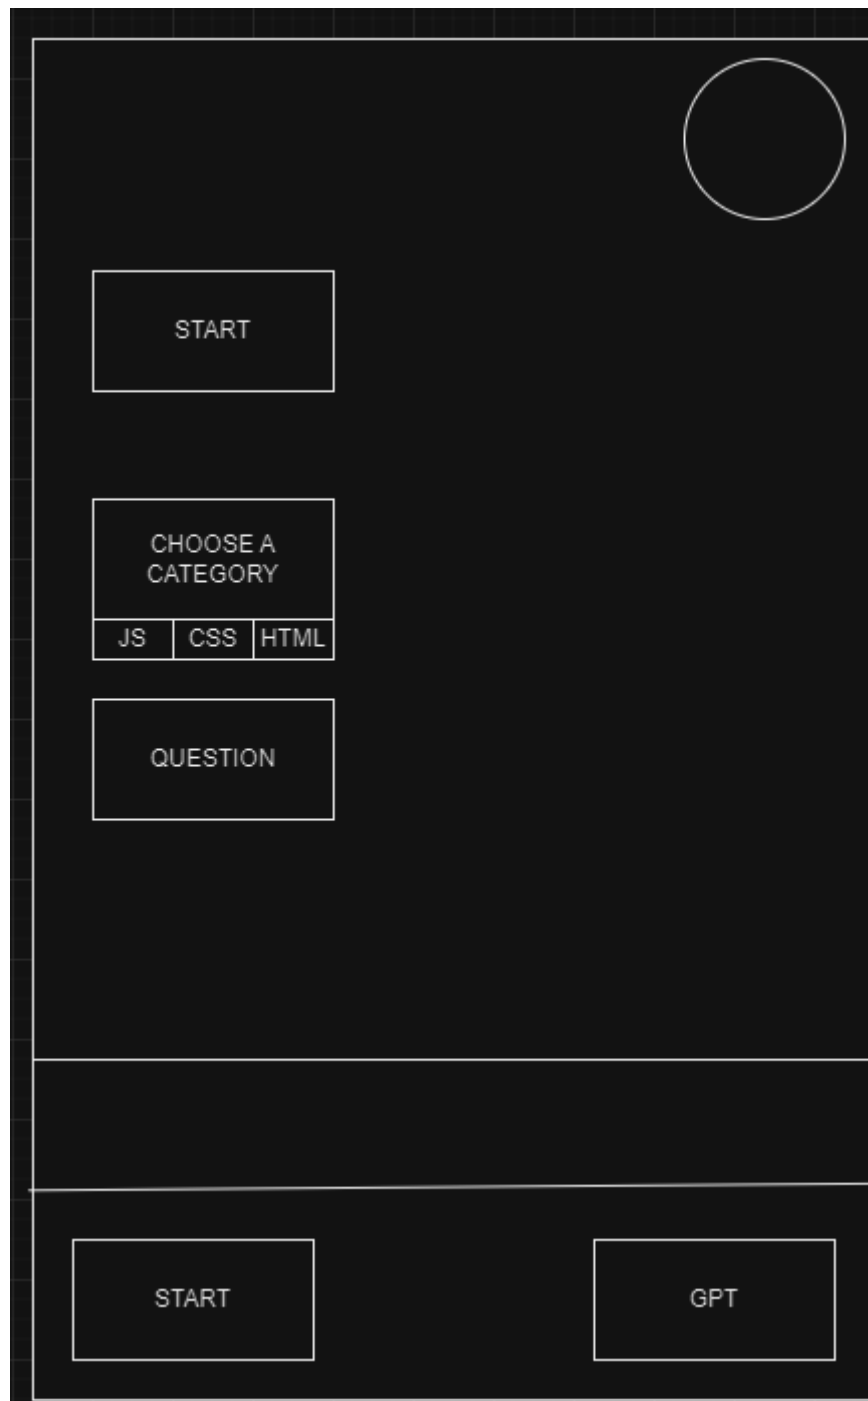 START
CHOOSE A
CATEGORY
JS CSS HTML
QUESTION
START GPT